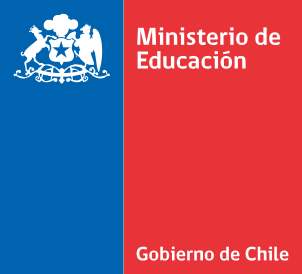 Ministerio de
Educación
Gobierno de Chile